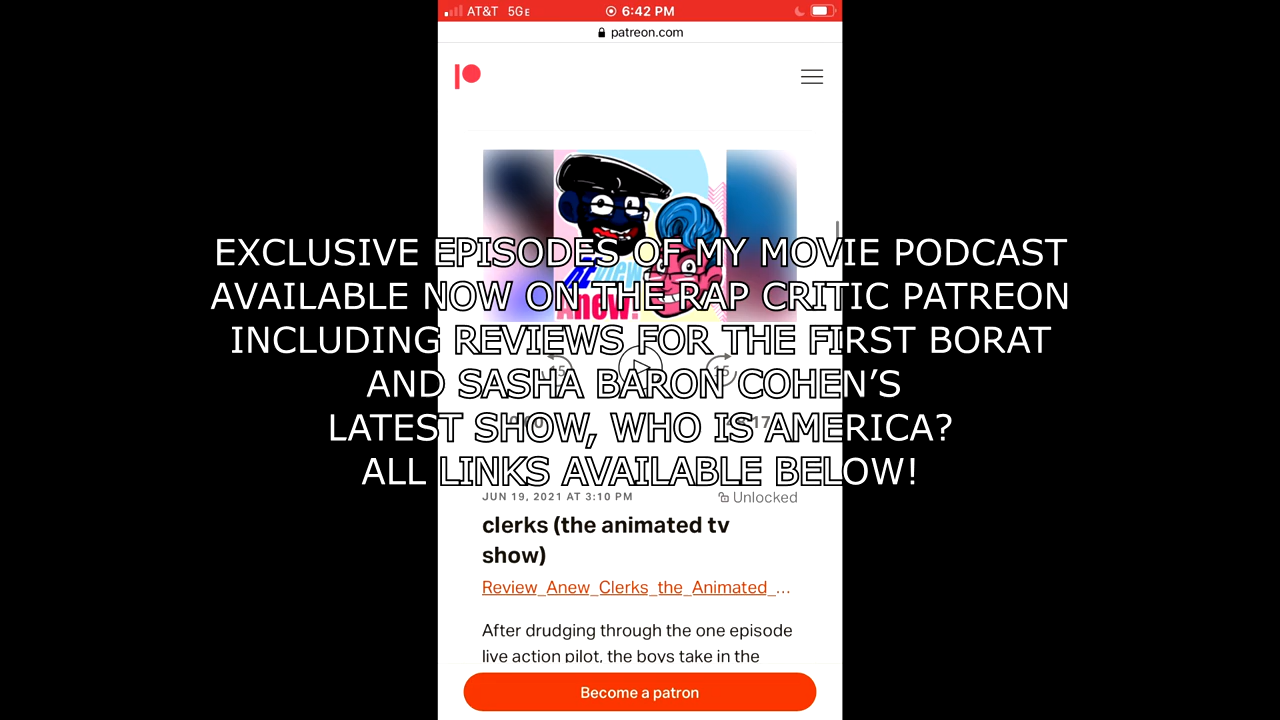 AT&T 5GE 6:42 PM
patreon.com
Anew!
EXCLUSIVE EPISODES OF MY MOVIE PODCAST
AVAILABLE NOW ON THE RAP CRITIC PATREON
INCLUDING REVIEWS FOR THE FIRST BORAT
AND SASHA BARON COHEN’S
LATEST SHOW, WHO IS AMERICA?
ALL LINKS AVAILABLE BELOW!
15 15
JUN 19, 2021 AT 3:10 PM Unlocked
clerks (the animated tv
show)
Review_Anew_Clerks_the_Animated_...
After drudging through the one episode
live action pilot, the boys take in the
Become a patron